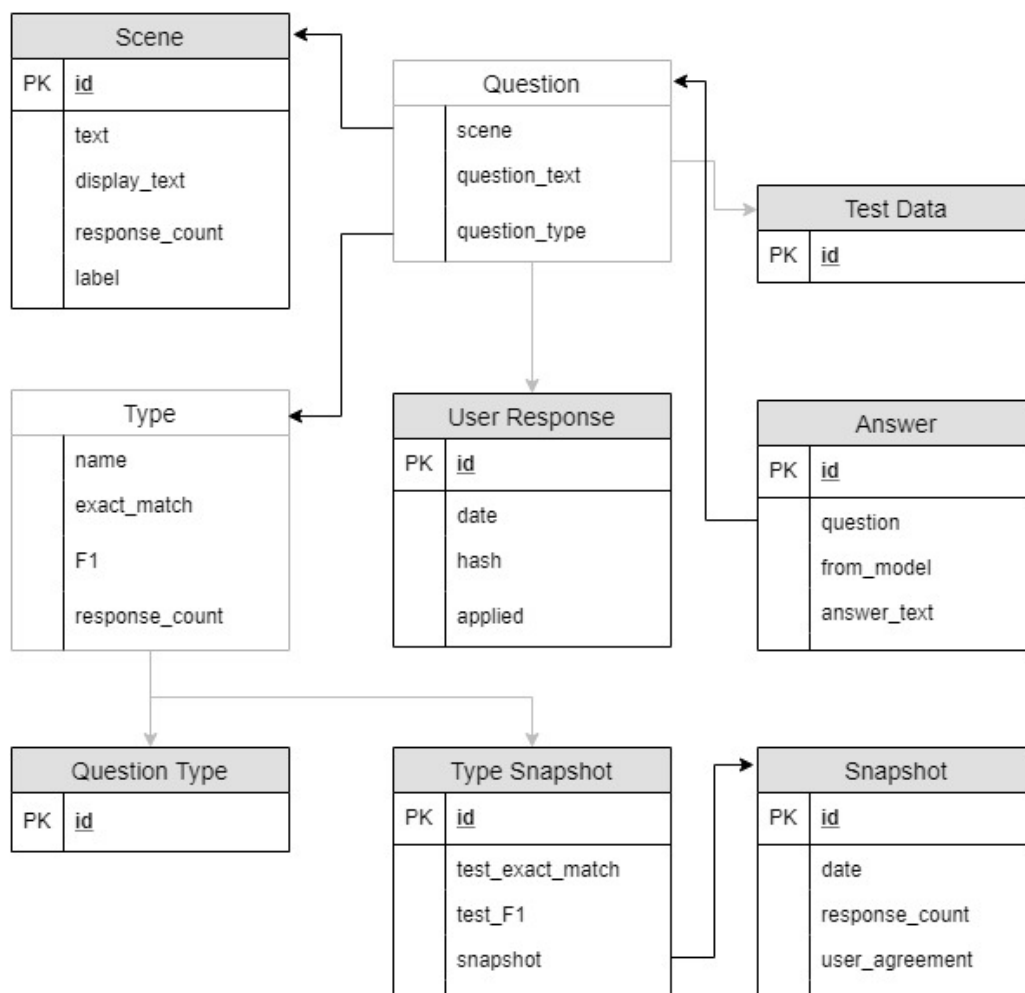 Scene
PK id
text
display_text
response_count
label
Question
scene
question_text
question_type
Test Data
PK id
Type
name
exact_match
F1
response_count
User Response
PK id
date
hash
applied
Answer
PK id
question
from_model
answer_text
Question Type
PK id
Type Snapshot
PK id
test_exact_match
test_F1
snapshot
Snapshot
PK id
date
response_count
user_agreement